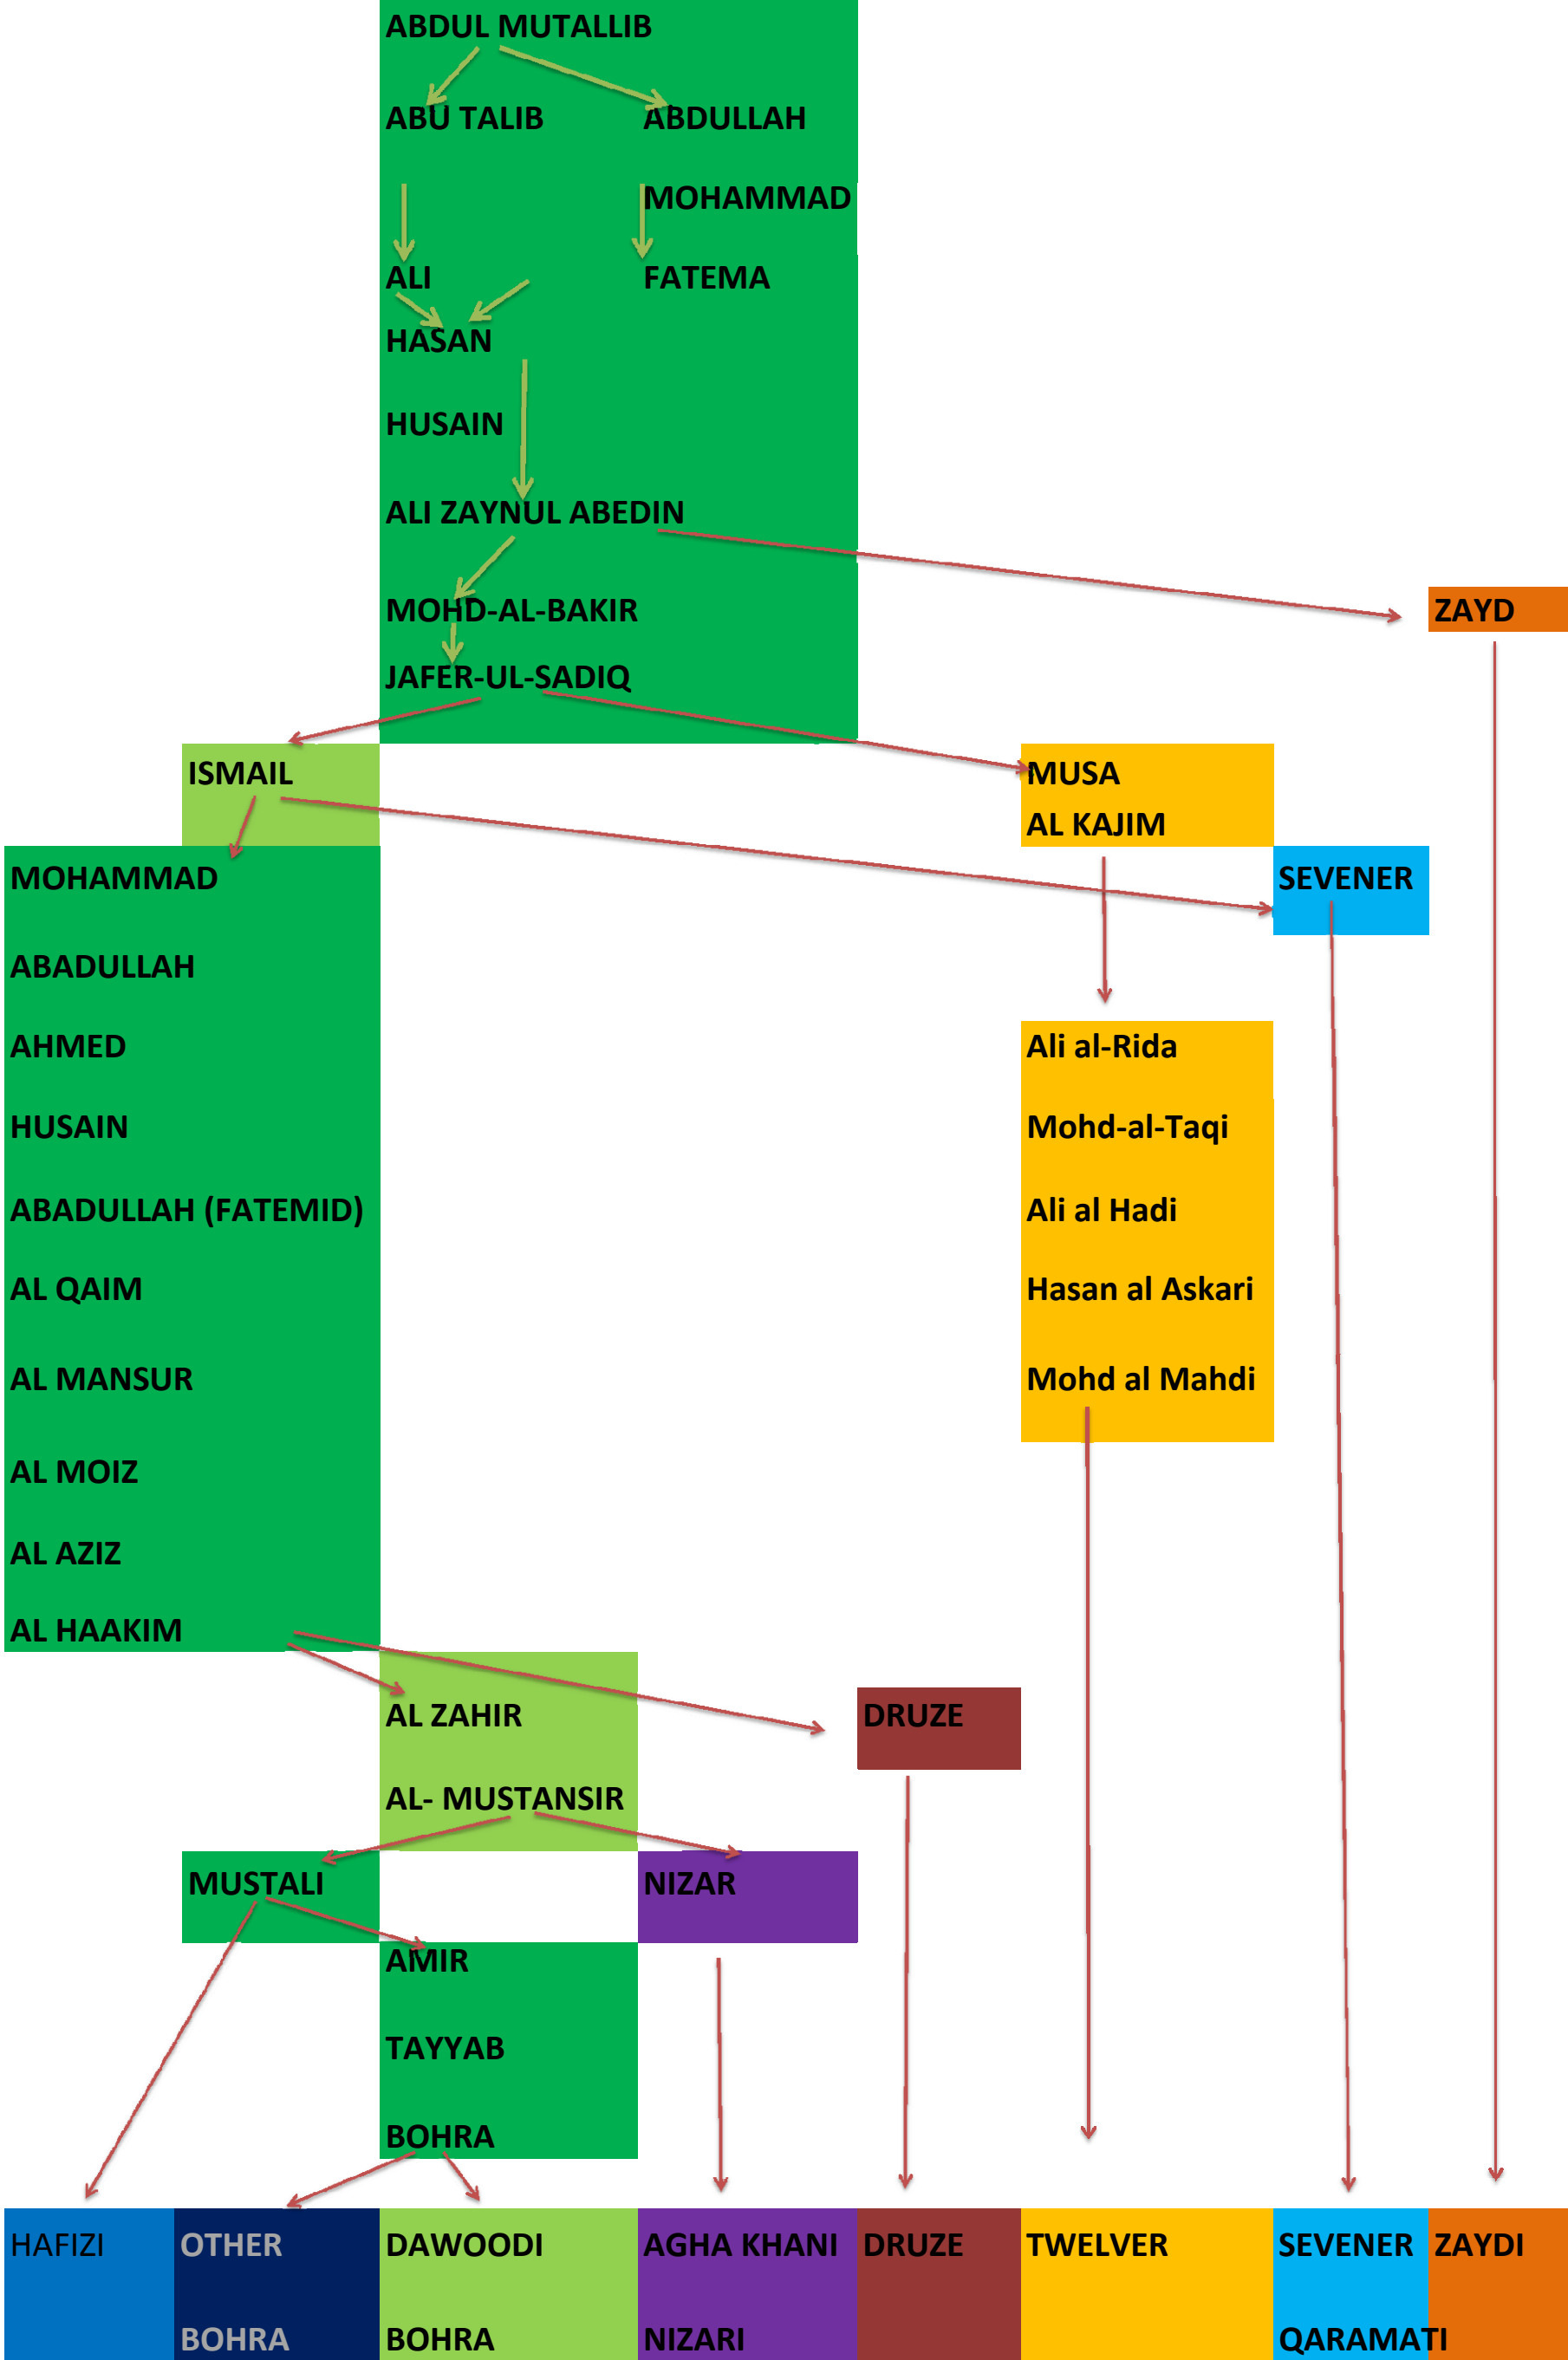 ABDUL MUTALLIB
ABU TALIB ABDULLAH
MOHAMMAD
ALI FATEMA
HASAN
HUSAIN
ALI ZAYNUL ABEDIN
MOHD-AL-BAKIR ZAYD
JAFER-UL-SADIQ
ISMAIL MUSA
AL KAJIM
MOHAMMAD SEVENER
ABADULLAH
AHMED Ali al-Rida
HUSAIN Mohd-al-Taqi
ABADULLAH (FATEMID) Ali al Hadi
AL QAIM Hasan al Askari
AL MANSUR Mohd al Mahdi
AL MOIZ
AL AZIZ
AL HAAKIM
AL ZAHIR DRUZE
AL- MUSTANSIR
MUSTALI NIZAR
AMIR
TAYYAB
BOHRA
HAFIZI OTHER DAWOODI AGHA KHANI DRUZE TWELVER SEVENER ZAYDI
BOHRA BOHRA NIZARI QARAMATI